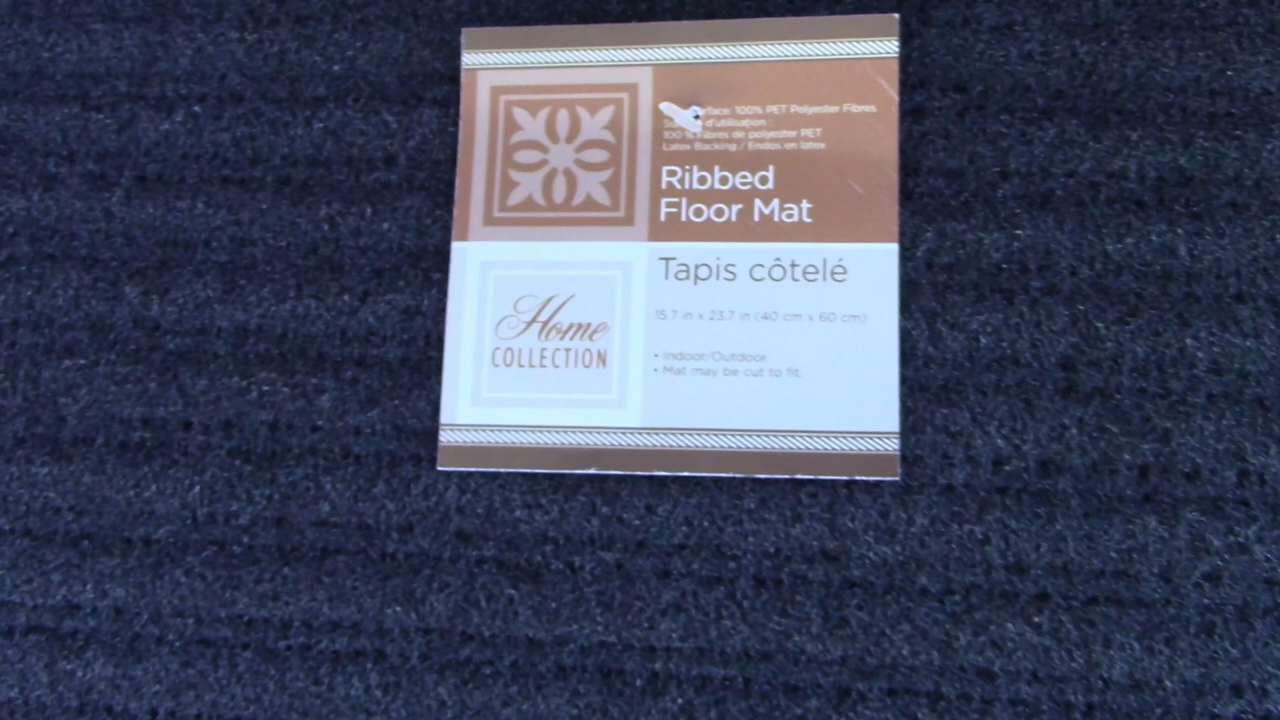 100% PET Polyester Fibres
d'utilisation
100 % Fibres de polyester PET
Latex Backing / Endos en latex
Ribbed
Floor Mat
Tapis côtelé
15.7 in x 23.7 in (40 cm x 60 cm)
• Indoor/Outdoor
• Mat may be cut to fit.
Home
COLLECTION